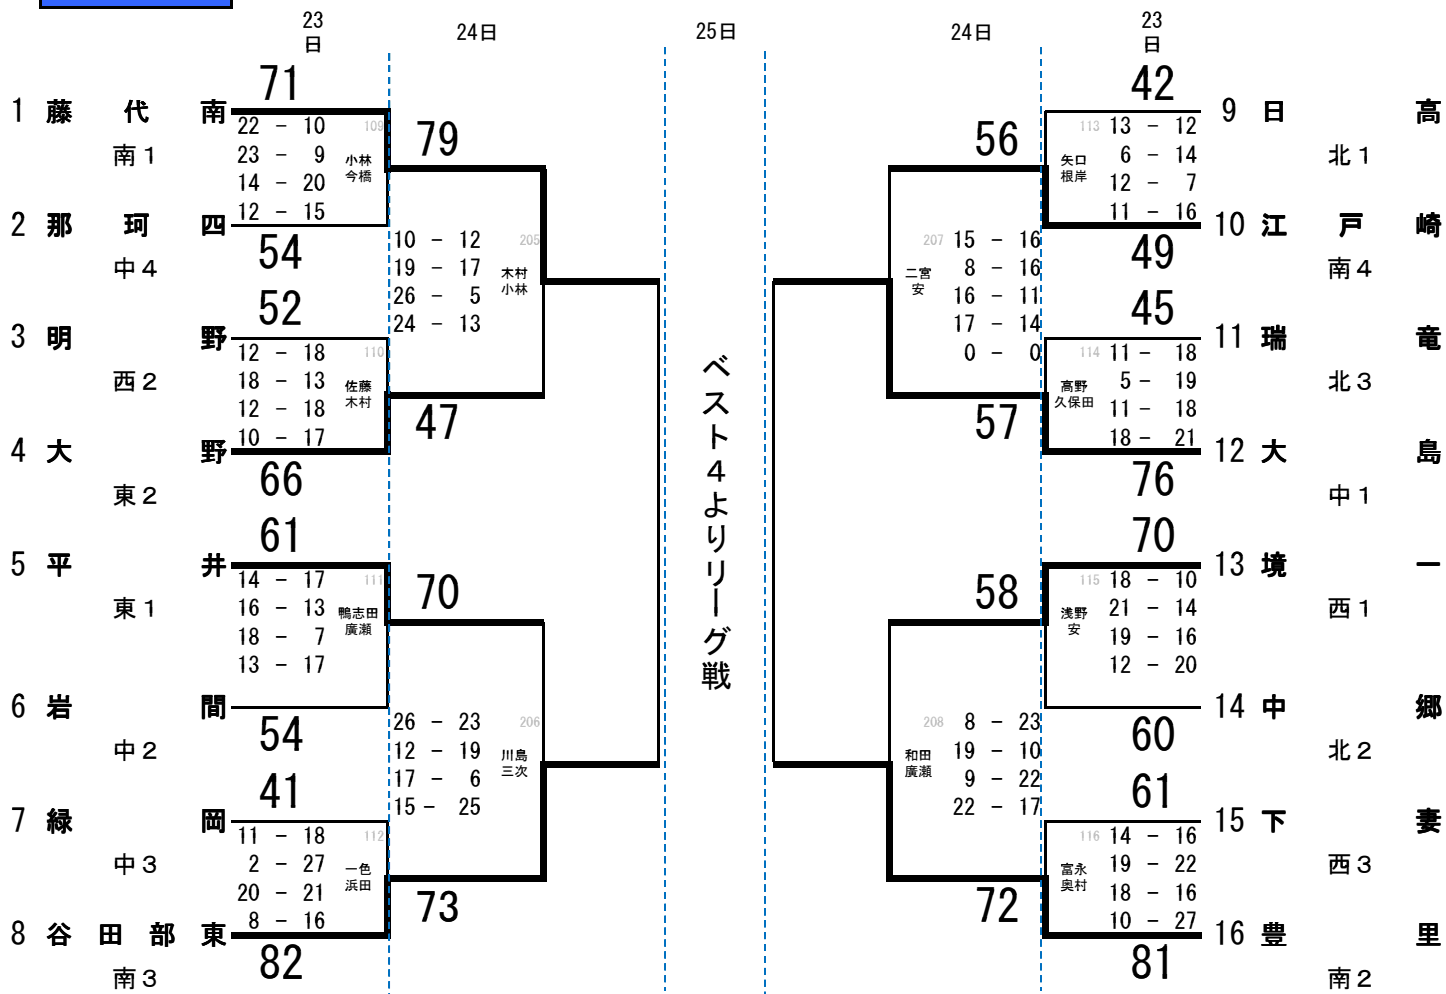 23日 24日 25日 24日 23日
71
1 藤代南
南1
22 - 10 109
23 - 9 小林
14 - 20 今橋
12 - 15
2 那珂四
中4
54
52
3 明野
西2
12 - 18 110
18 - 13 佐藤
12 - 18 木村
10 - 17
4 大野
東2
66
61
5 平井
東1
14 - 17 111
16 - 13 鴨志田
18 - 7 廣瀬
13 - 17
6 岩間
中2
54
41
7 緑岡
中3
11 - 18 112
2 - 27 一色
20 - 21 浜田
8 - 16
8 谷田部東
南3
82
79
10 - 12 205
19 - 17 木村
26 - 5 小林
24 - 13
47
70
26 - 23 206
12 - 19 川島
17 - 6 三次
15 - 25
73
ベスト4よりリーグ戦
56
207 15 - 16
二宮 8 - 16
安 16 - 11
17 - 14
0 - 0
57
58
208 8 - 23
和田 19 - 10
廣瀬 9 - 22
22 - 17
72
42
9 日高
北1
113 13 - 12
矢口 6 - 14
根岸 12 - 7
11 - 16
10 江戸崎
南4
49
45
11 瑞竜
北3
114 11 - 18
高野 5 - 19
久保田 11 - 18
18 - 21
12 大島
中1
76
70
13 境一
西1
115 18 - 10
浅野 21 - 14
安 19 - 16
12 - 20
14 中郷
北2
60
61
15 下妻
西3
116 14 - 16
富永 19 - 22
奥村 18 - 16
10 - 27
16 豊里
南2
81